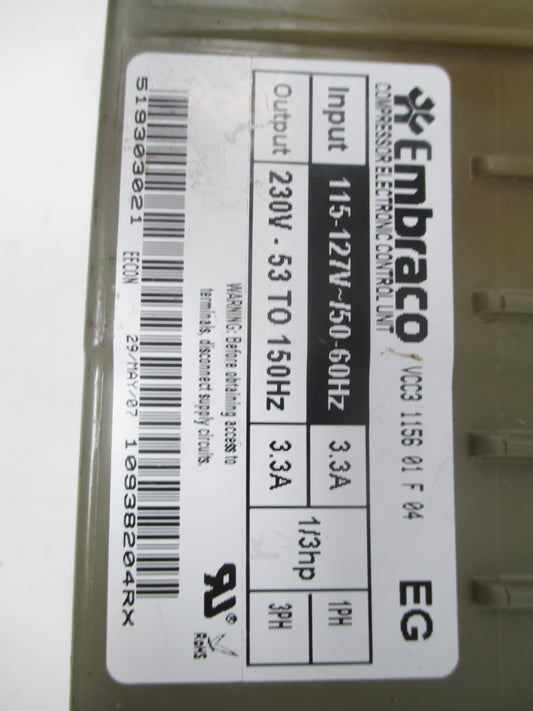 Embraco VCC3 1156 01 F 04 EG
COMPRESSOR ELECTRONIC CONTROL UNIT
Input 115-127V~/50-60Hz 3.3A 1/3hp 1PH
Output 230V - 53 TO 150Hz 3.3A 3PH
WARNING: Before obtaining access to
terminals, disconnect supply circuits.
RU® RoHS
519303021 EECON 29/MAY/07 10938204RX